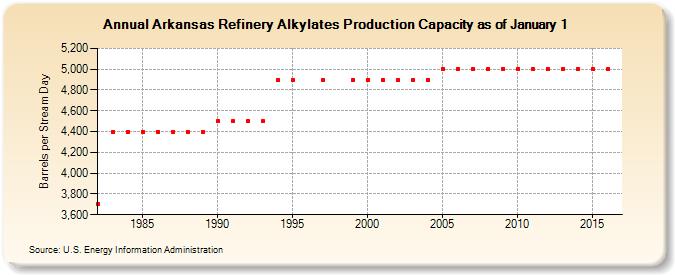 Annual Arkansas Refinery Alkylates Production Capacity as of January 1
Barrels per Stream Day
5,200
5,000
4,800
4,600
4,400
4,200
4,000
3,800
3,600
1985 1990 1995 2000 2005 2010 2015
Source: U.S. Energy Information Administration